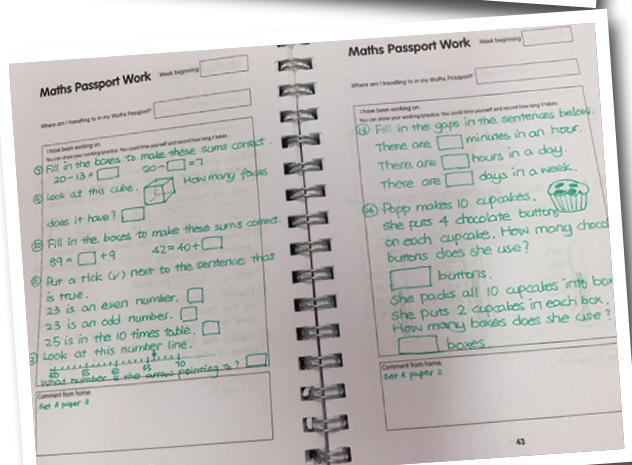 Maths Passport Work
Week beginning
Where am I travelling to in my Maths Passport?
I have been working on:
You can show your working/practice. You could time yourself and record how long it takes.
Fill in the boxes to make these sums correct.
20-13= 20- =7
Look at this cube. How many faces
does it have?
Fill in the boxes to make these sums correct.
89= +9 42=40+
Put a tick (√) next to the sentence that
is true.
23 is an even number.
23 is an odd number.
25 is in the 10 times table.
Look at this number line.
50 55 60 65 70
What number is the arrow pointing to?
Comment from home:
Set A paper 2
Maths Passport Work
Week beginning
Where am I travelling to in my Maths Passport?
I have been working on:
You can show your working/practice. You could time yourself and record how long it takes.
13 Fill in the gaps in the sentences below.
There are minutes in an hour.
There are hours in a day.
There are days in a week.
14 Popp makes 10 cupcakes.
She puts 4 chocolate buttons
on each cupcake. How many chocol
buttons does she use?
buttons.
She packs all 10 cupcakes into box
She puts 2 cupcakes in each box.
How many boxes does she use?
boxes.
Comment from home:
Set A paper 2
43